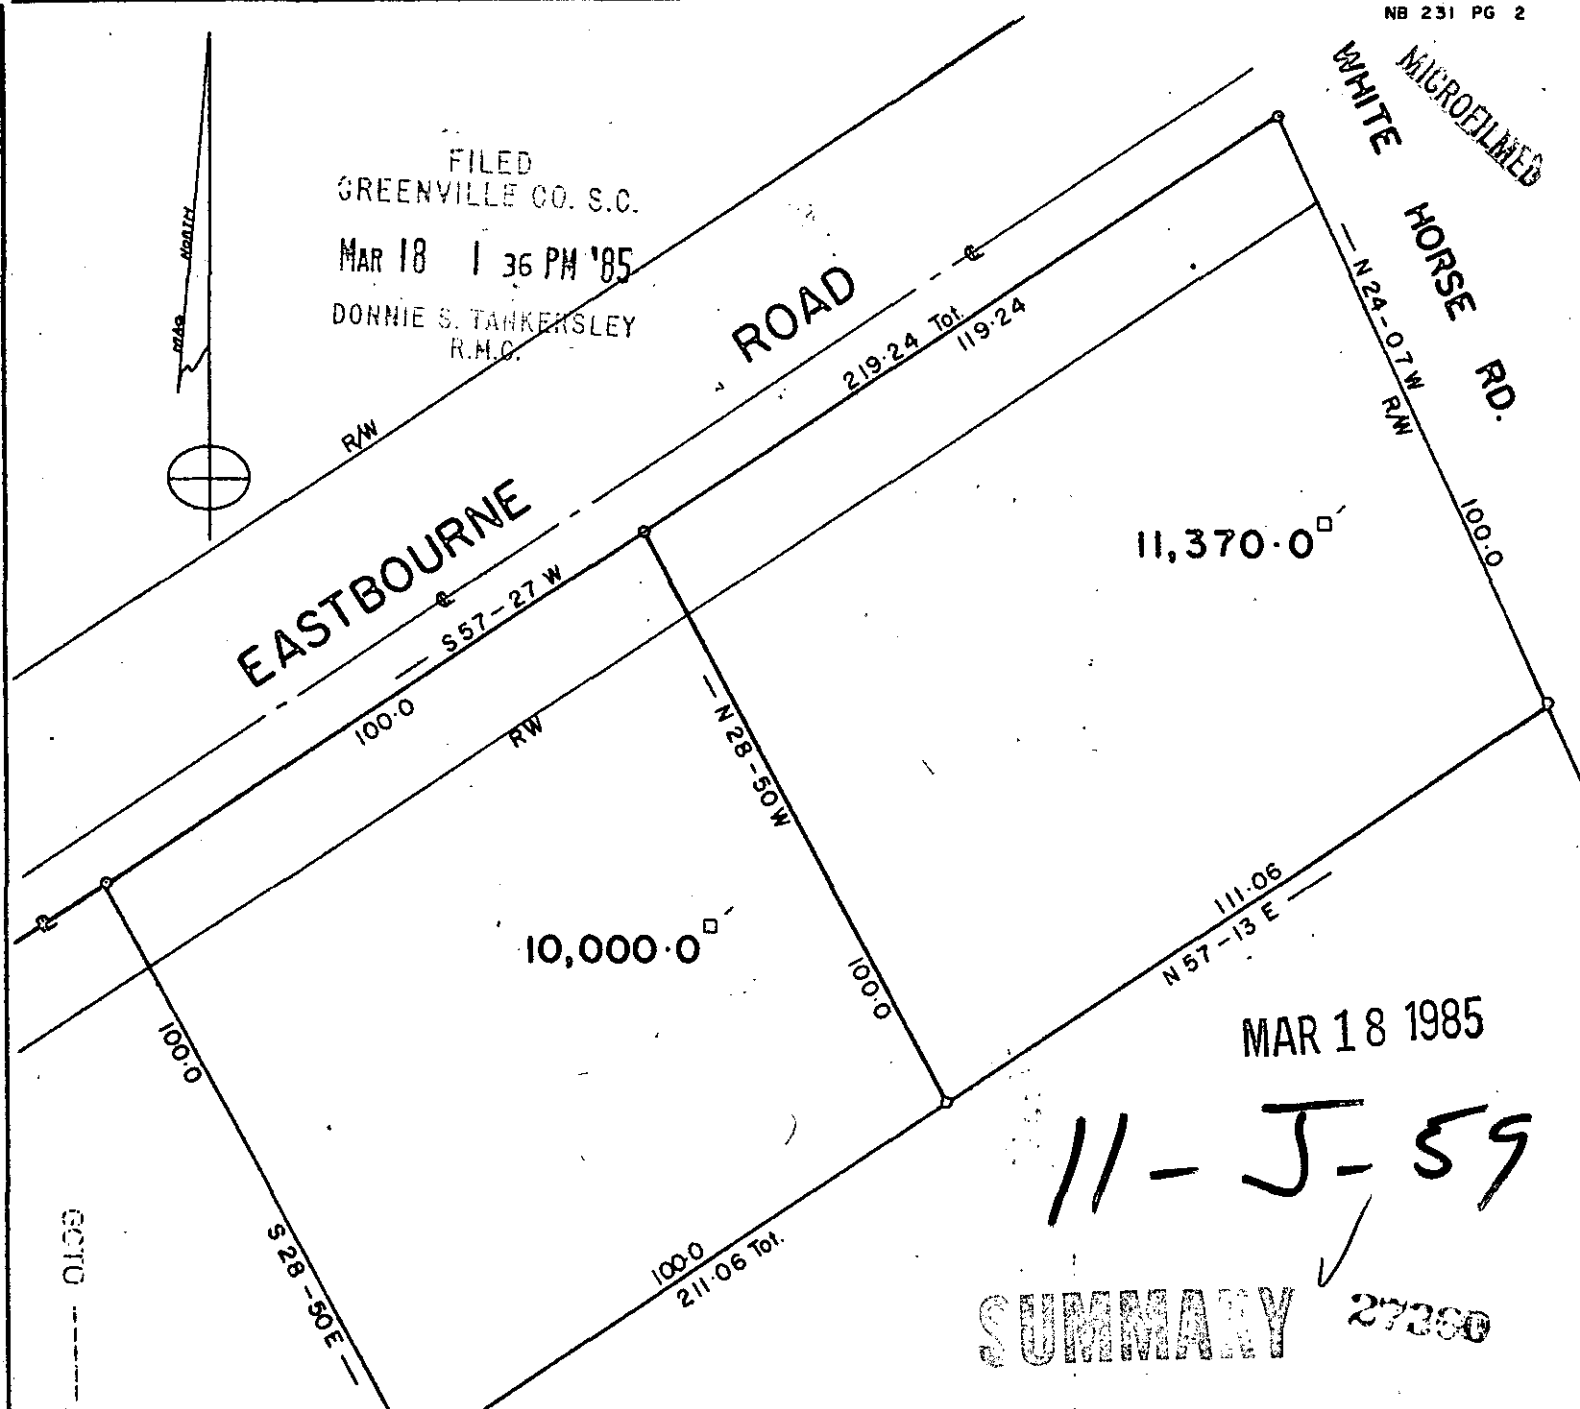 NB 231 PG 2
MICROFILMED
WHITE HORSE RD.
FILED
GREENVILLE CO. S.C.
MAR 18 1 36 PM '85
DONNIE S. TANKERSLEY
R.M.C.
NORTH
MAG
R/W
EASTBOURNE ROAD
219.24 Tot.
119.24
S 57-27 W
100.0
RW
N 24-07 W
R/W
100.0
11,370.0
N 28-50 W
100.0
10,000.0
111.06
N 57-13 E
100.0
S 28-50 E
100.0
211.06 Tot.
MAR 18 1985
11-J-59
SUMMARY
GCTO